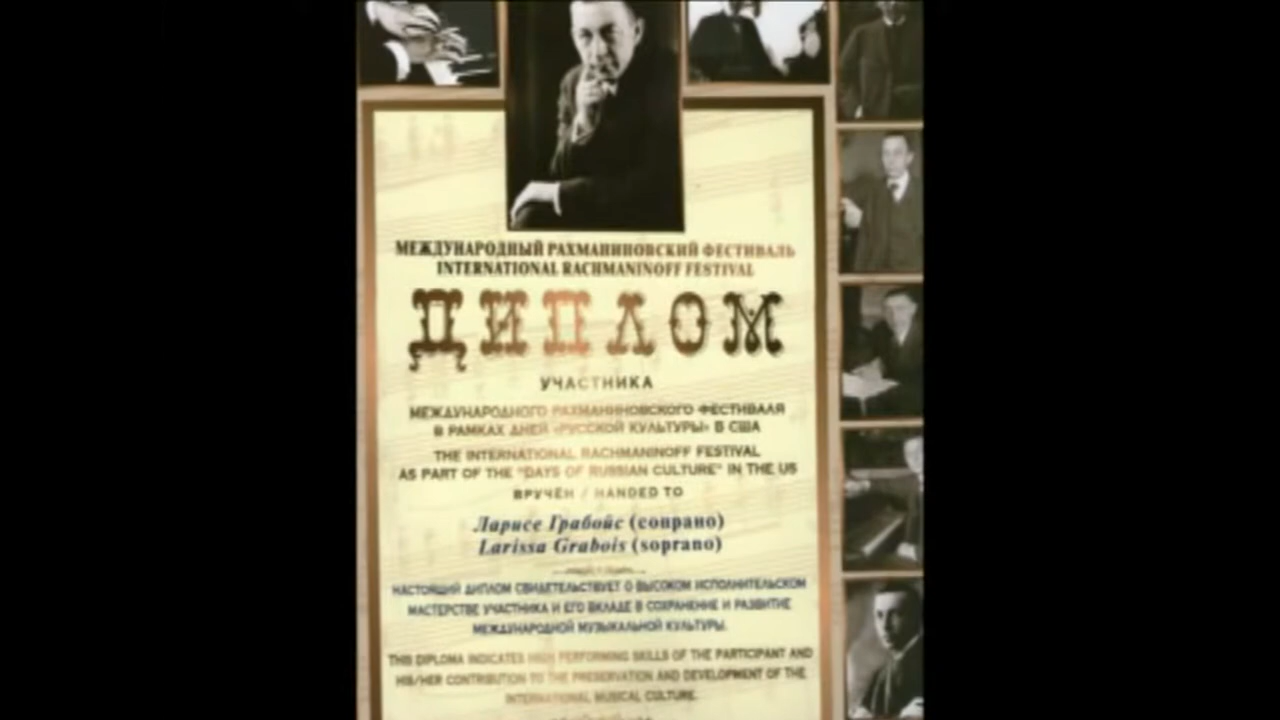 МЕЖДУНАРОДНЫЙ РАХМАНИНОВСКИЙ ФЕСТИВАЛЬ
INTERNATIONAL RACHMANINOFF FESTIVAL
ДИПЛОМ
УЧАСТНИКА
МЕЖДУНАРОДНОГО РАХМАНИНОВСКОГО ФЕСТИВАЛЯ
В РАМКАХ ДНЕЙ «РУССКОЙ КУЛЬТУРЫ» В США
THE INTERNATIONAL RACHMANINOFF FESTIVAL
AS PART OF THE "DAYS OF RUSSIAN CULTURE" IN THE US
ВРУЧЁН / HANDED TO
Ларисе Грабойс (сопрано)
Larissa Grabois (soprano)
НАСТОЯЩИЙ ДИПЛОМ СВИДЕТЕЛЬСТВУЕТ О ВЫСОКОМ ИСПОЛНИТЕЛЬСКОМ
МАСТЕРСТВЕ УЧАСТНИКА И ЕГО ВКЛАДЕ В СОХРАНЕНИЕ И РАЗВИТИЕ
МЕЖДУНАРОДНОЙ МУЗЫКАЛЬНОЙ КУЛЬТУРЫ.
THIS DIPLOMA INDICATES HIGH PERFORMING SKILLS OF THE PARTICIPANT AND
HIS/HER CONTRIBUTION TO THE PRESERVATION AND DEVELOPMENT OF THE
INTERNATIONAL MUSICAL CULTURE.